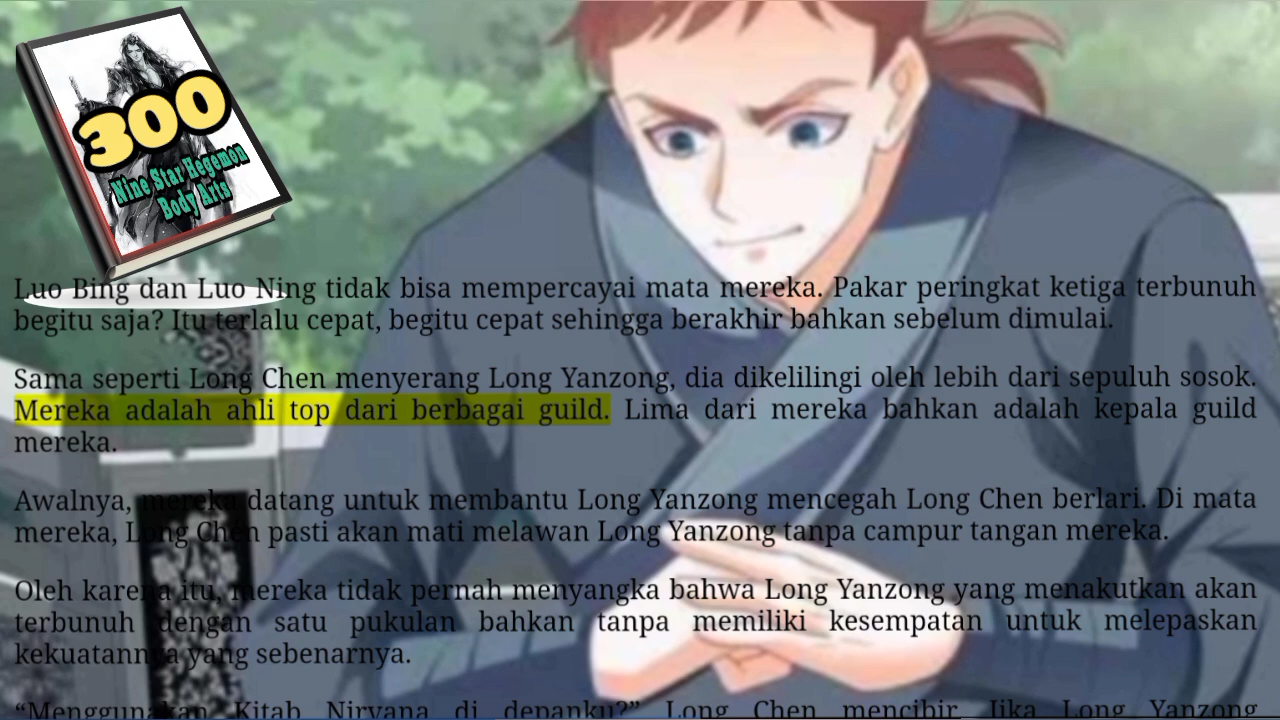 300
Nine Star Hegemon
Body Arts
Luo Bing dan Luo Ning tidak bisa mempercayai mata mereka. Pakar peringkat ketiga terbunuh
begitu saja? Itu terlalu cepat, begitu cepat sehingga berakhir bahkan sebelum dimulai.
Sama seperti Long Chen menyerang Long Yanzong, dia dikelilingi oleh lebih dari sepuluh sosok.
Mereka adalah ahli top dari berbagai guild. Lima dari mereka bahkan adalah kepala guild
mereka.
Awalnya, mereka datang untuk membantu Long Yanzong mencegah Long Chen berlari. Di mata
mereka, Long Chen pasti akan mati melawan Long Yanzong tanpa campur tangan mereka.
Oleh karena itu, mereka tidak pernah menyangka bahwa Long Yanzong yang menakutkan akan
terbunuh dengan satu pukulan bahkan tanpa memiliki kesempatan untuk melepaskan
kekuatannya yang sebenarnya.
“Menggunakan Kitab Nirvana di depanku?” Long Chen mencibir. Jika Long Yanzong